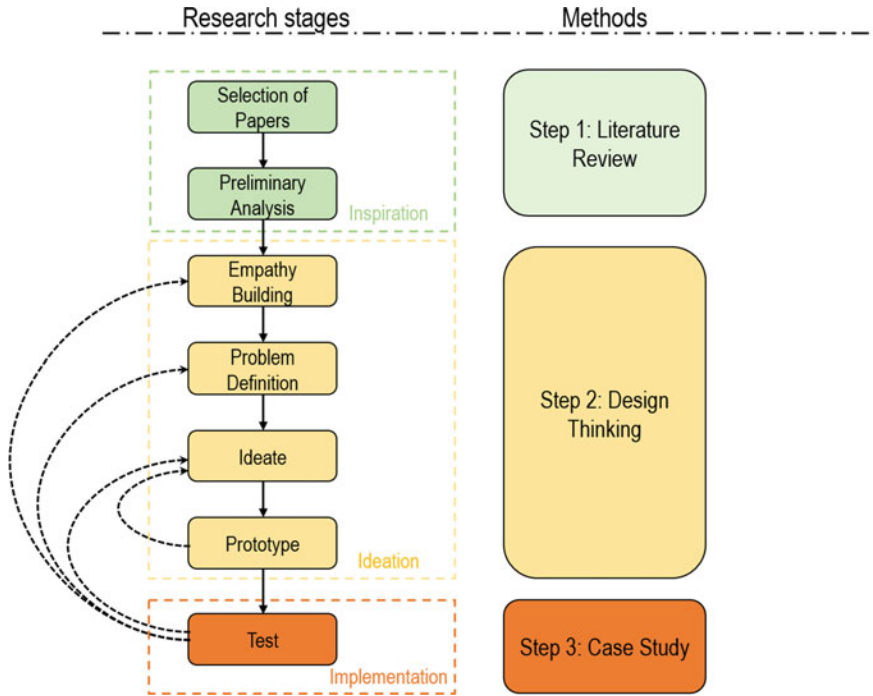 Research stages
Methods
Selection of
Papers
Preliminary
Analysis
Inspiration
Step 1: Literature
Review
Empathy
Building
Problem
Definition
Ideate
Prototype
Ideation
Step 2: Design
Thinking
Test
Implementation
Step 3: Case Study